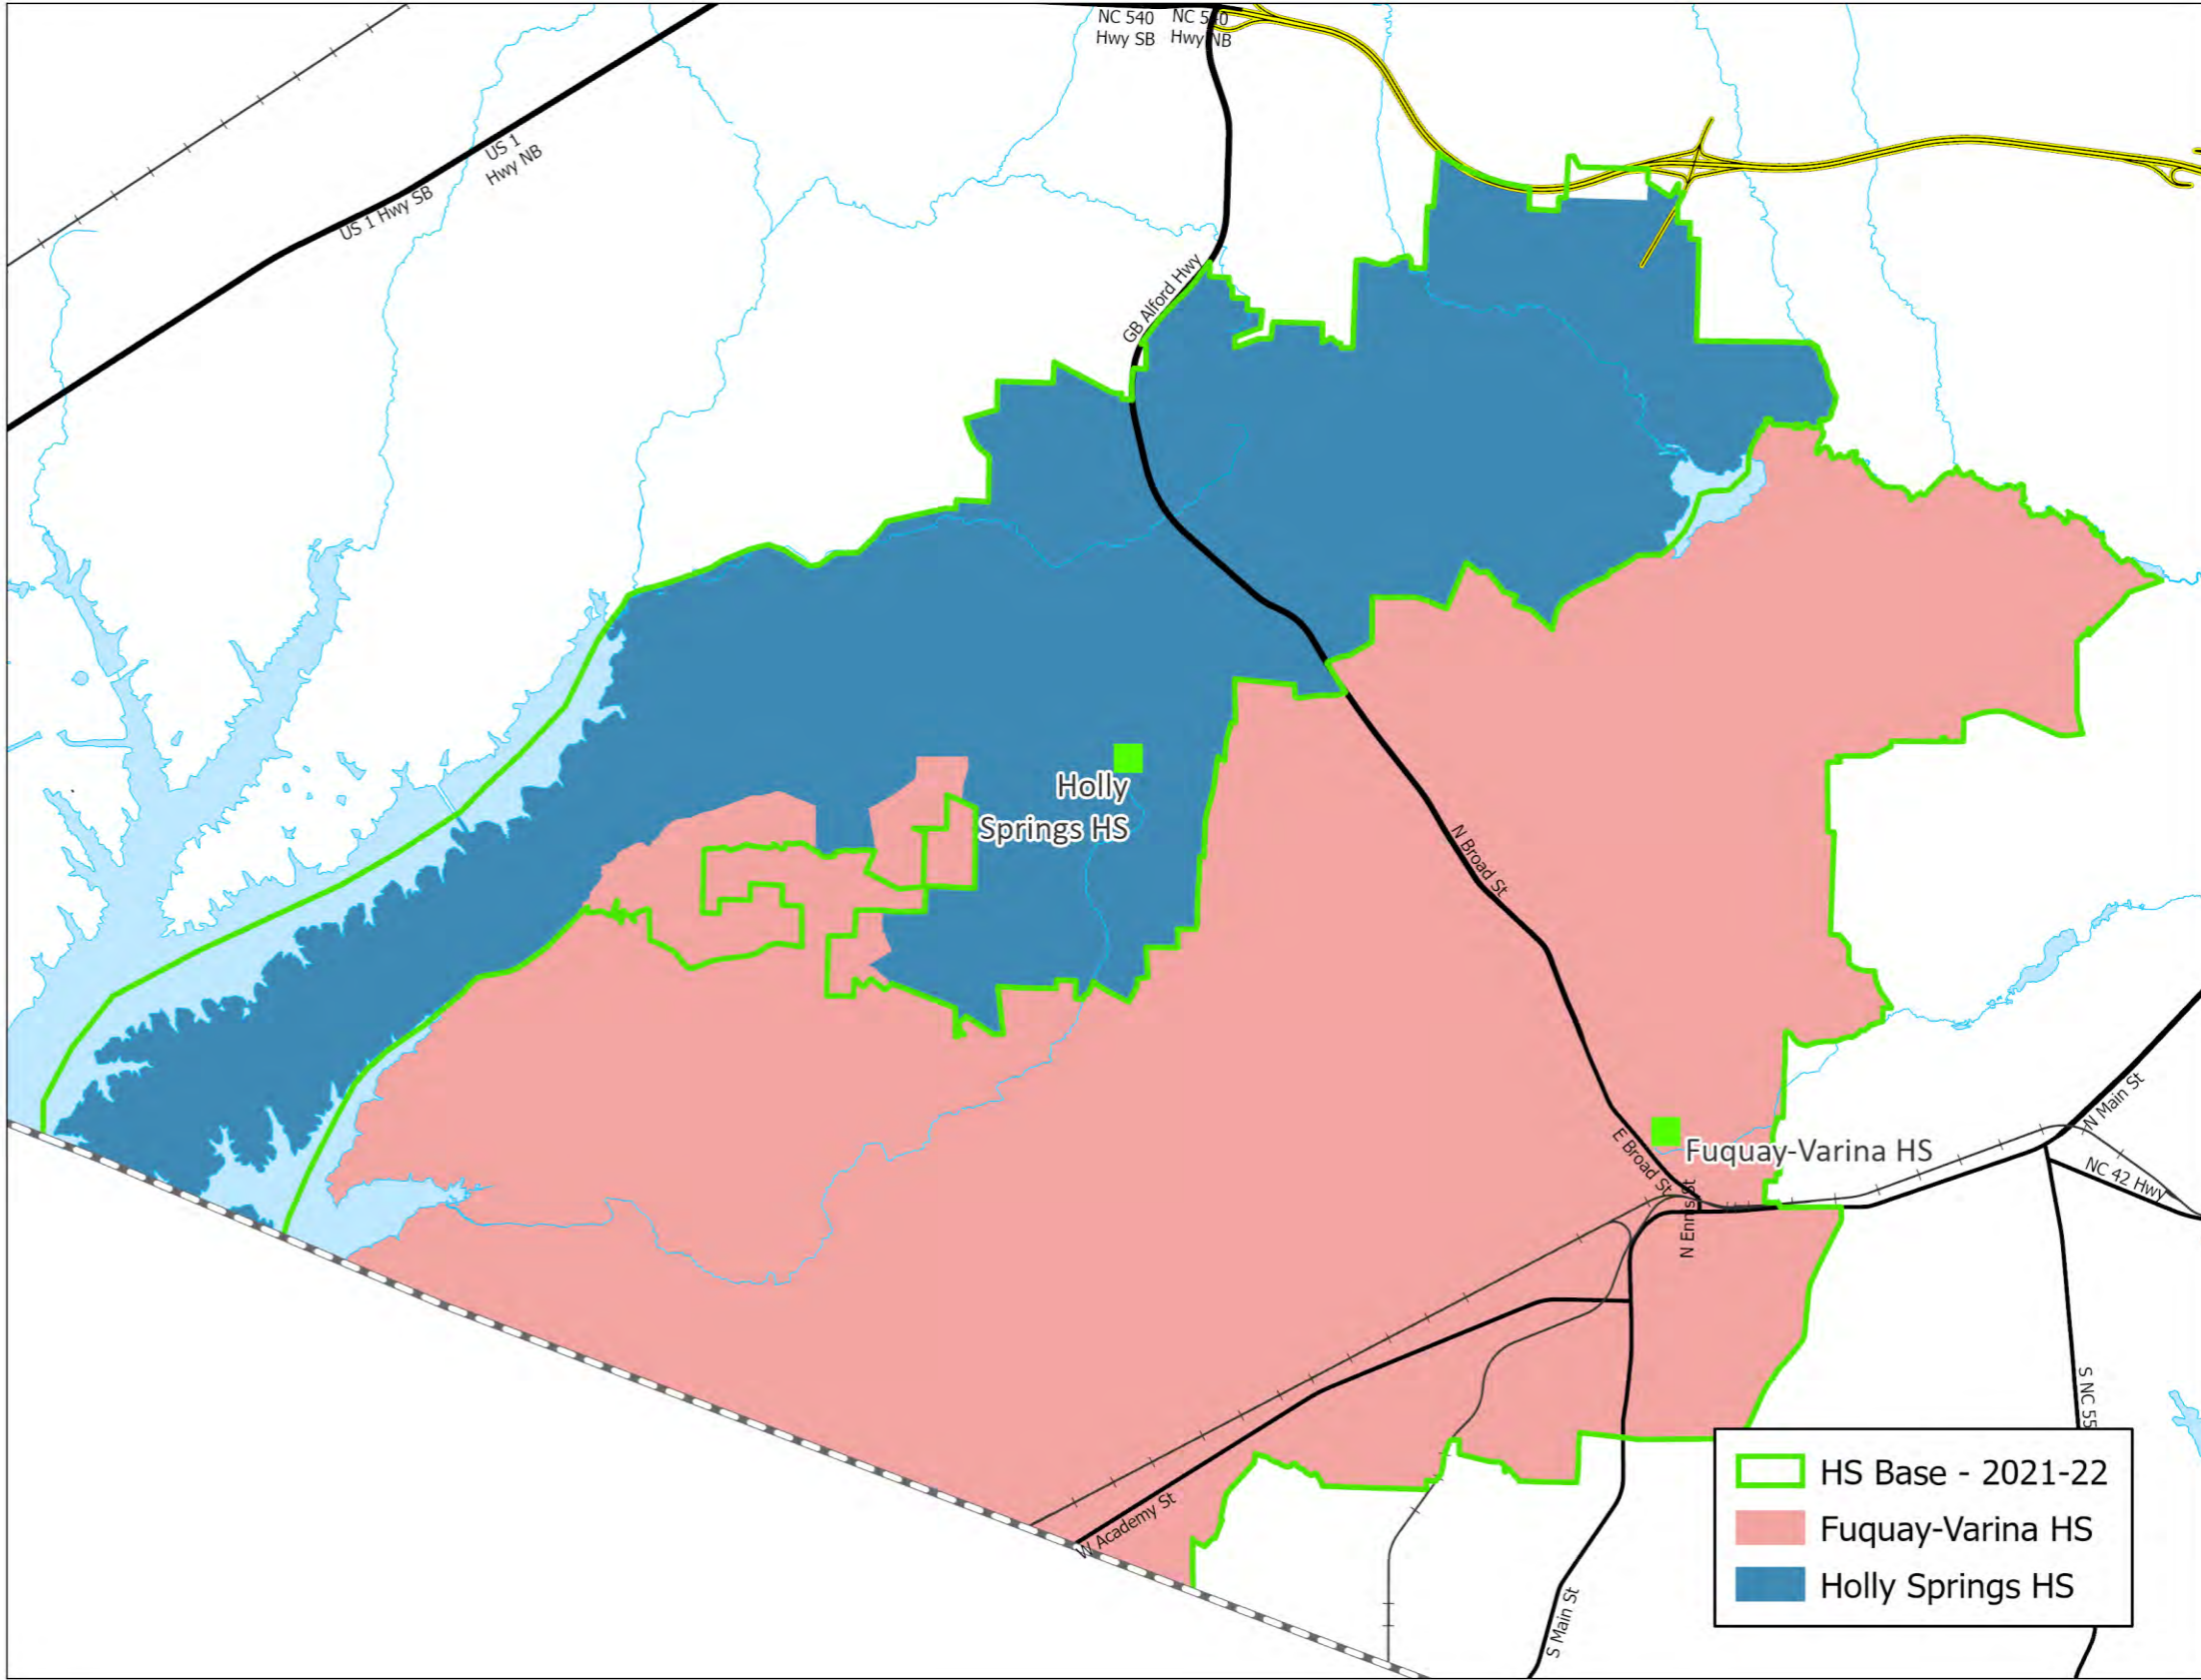 NC 540
Hwy SB
NC 540
Hwy NB
US 1
Hwy NB
US 1 Hwy SB
GB Alford Hwy
Holly
Springs HS
N Broad St
E Broad St
Fuquay-Varina HS
N Ennis St
N Main St
NC 42 Hwy
S NC 55
W Academy St
S Main St
HS Base - 2021-22
Fuquay-Varina HS
Holly Springs HS